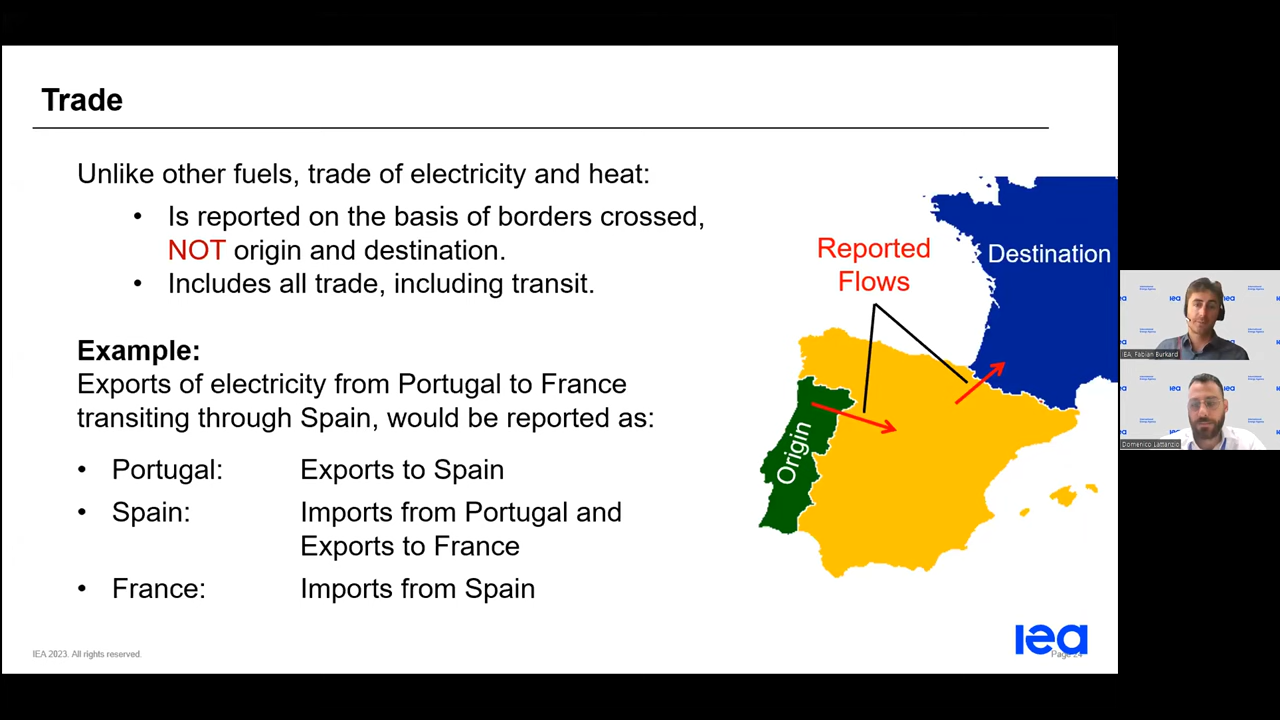 Trade
Unlike other fuels, trade of electricity and heat:
• Is reported on the basis of borders crossed,
NOT origin and destination.
• Includes all trade, including transit.
Example:
Exports of electricity from Portugal to France
transiting through Spain, would be reported as:
• Portugal: Exports to Spain
• Spain: Imports from Portugal and
Exports to France
• France: Imports from Spain
Reported
Flows
Destination
Origin
IEA 2023. All rights reserved.
iea
Page 24
IEA, Fabian Burkard
Domenico Lattanzio